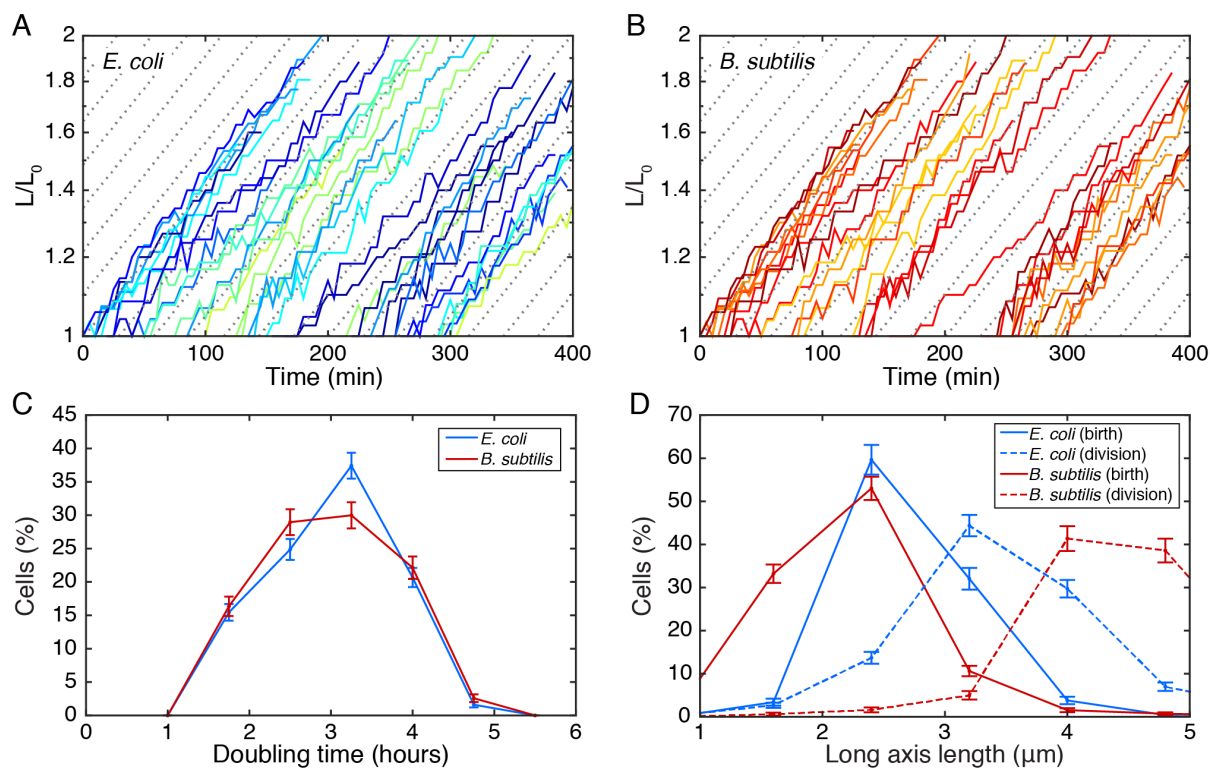 A
E. coli
2
1.8
1.6
1.4
1.2
1
L/L0
0
100
200
300
400
Time (min)
B
B. subtilis
2
1.8
1.6
1.4
1.2
1
L/L0
0
100
200
300
400
Time (min)
C
45
40
35
30
25
20
15
10
5
0
Cells (%)
E. coli
B. subtilis
0
1
2
3
4
5
6
Doubling time (hours)
D
70
60
50
40
30
20
10
0
Cells (%)
E. coli (birth)
E. coli (division)
B. subtilis (birth)
B. subtilis (division)
1
2
3
4
5
Long axis length (µm)